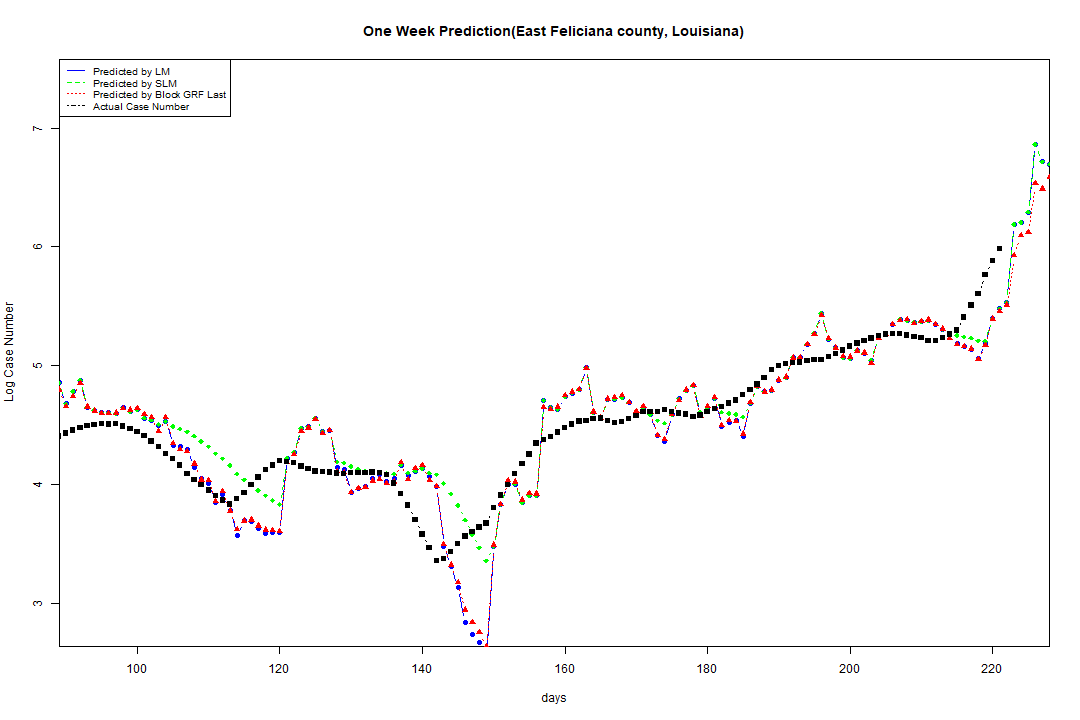 One Week Prediction(East Feliciana county, Louisiana)
Predicted by LM
Predicted by SLM
Predicted by Block GRF Last
Actual Case Number
7
6
5
4
3
Log Case Number
100 120 140 160 180 200 220
days